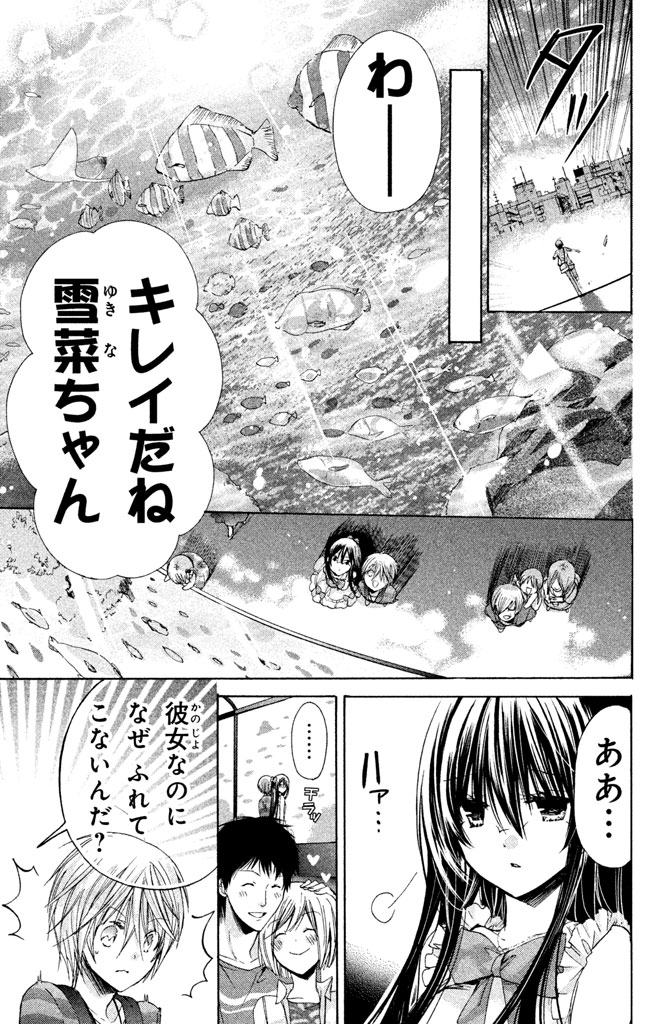 ダッ
わー
キレイだね
雪菜ちゃん
ゆきな
ああ…
ハァ…
……
チラッ
彼女なのに
かのじょ
なぜ ふれて
こないんだ?